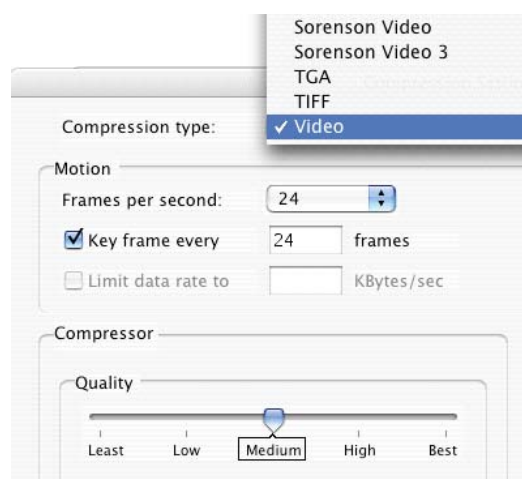 Sorenson Video
Sorenson Video 3
TGA
TIFF
Compression type: ✓ Video
Motion
Frames per second: 24
Key frame every 24 frames
Limit data rate to KBytes/sec
Compressor
Quality
Least Low Medium High Best